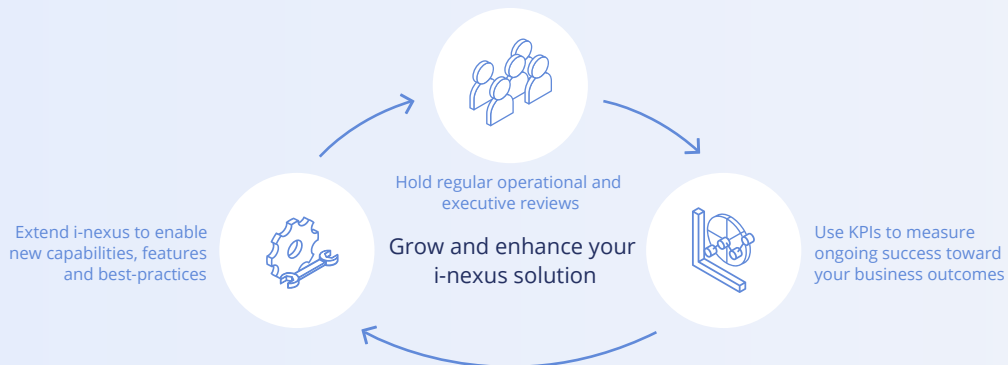 Hold regular operational and
executive reviews
Extend i-nexus to enable
new capabilities, features
and best-practices
Grow and enhance your
i-nexus solution
Use KPIs to measure
ongoing success toward
your business outcomes